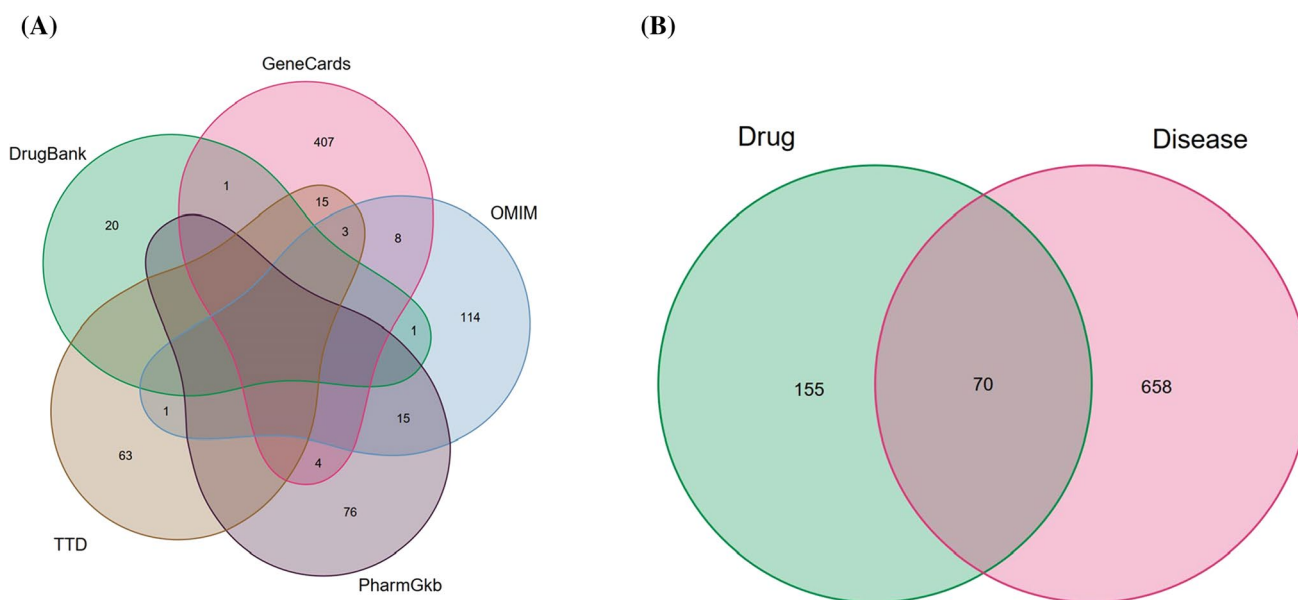 (A)
(B)
GeneCards
DrugBank
OMIM
TTD
PharmGkb
407
1
15
20
3
8
114
1
1
15
63
4
76
Drug
Disease
155
70
658